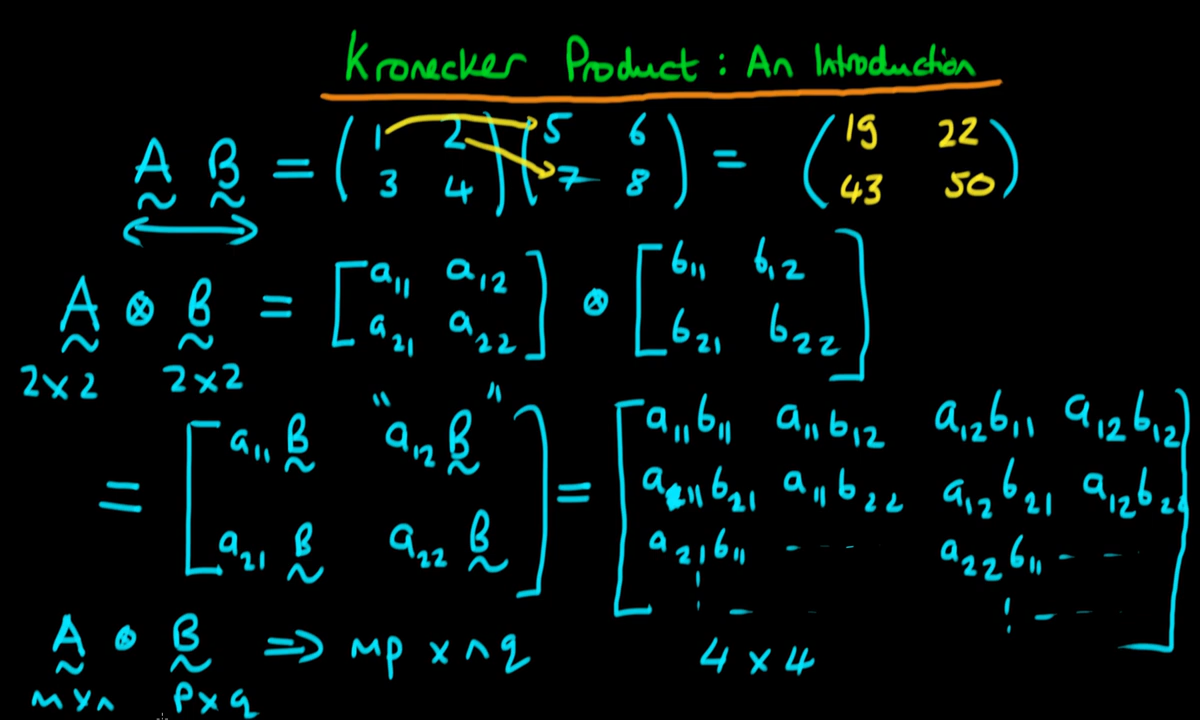 Kronecker Product: An Introduction
A B = ( 1 2 ) ( 5 6 ) = ( 19 22 )
3 4 7 8 43 50
A ⊗ B = [ a11 a12 ] ⊗ [ b11 b12 ]
a21 a22 b21 b22
2×2 2×2
= [ a11 B "a12 B" ] = [ a11b11 a11b12 a12b11 a12b12 ]
a11b21 a11b22 a12b21 a12b22
a21 B a22 B a21b11 - - - a22b11 - - -
A ⊗ B => mp × nq 4 × 4
m×n p×q